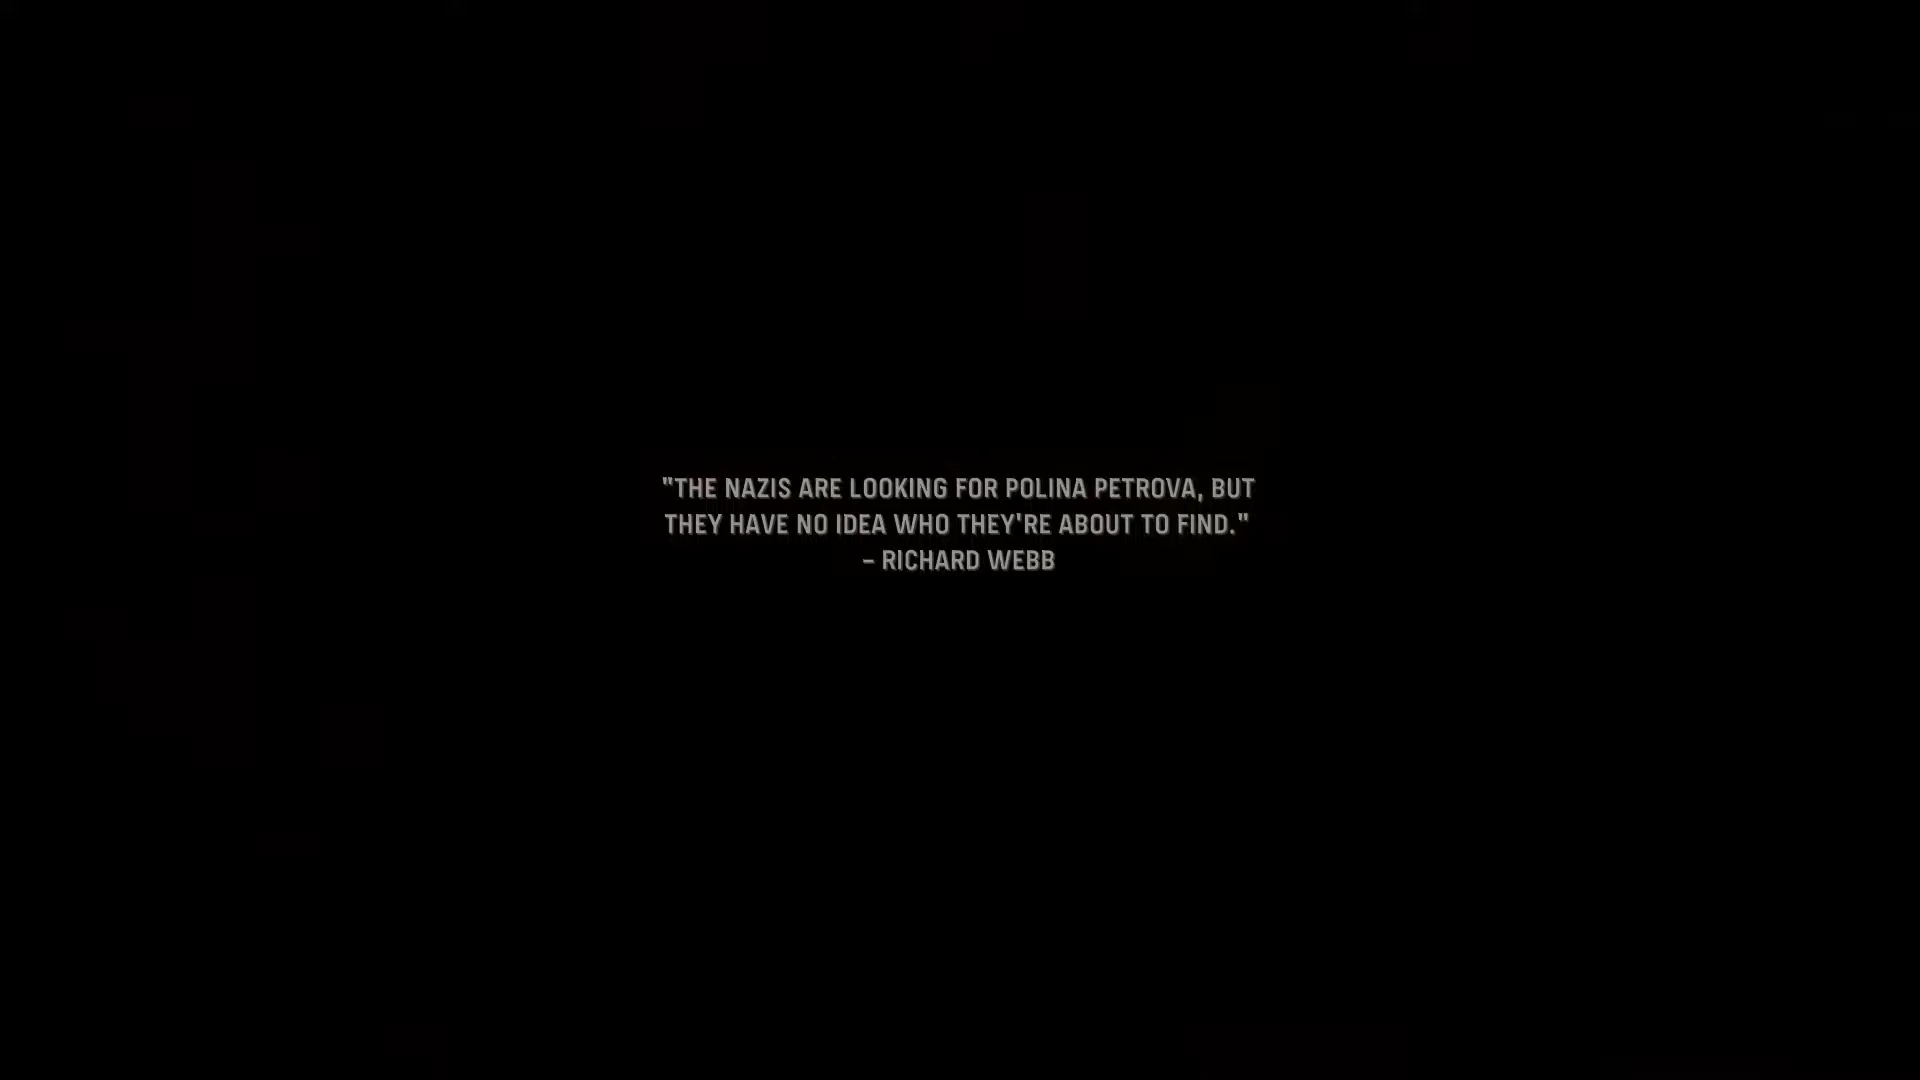 "THE NAZIS ARE LOOKING FOR POLINA PETROVA, BUT
THEY HAVE NO IDEA WHO THEY'RE ABOUT TO FIND."
– RICHARD WEBB